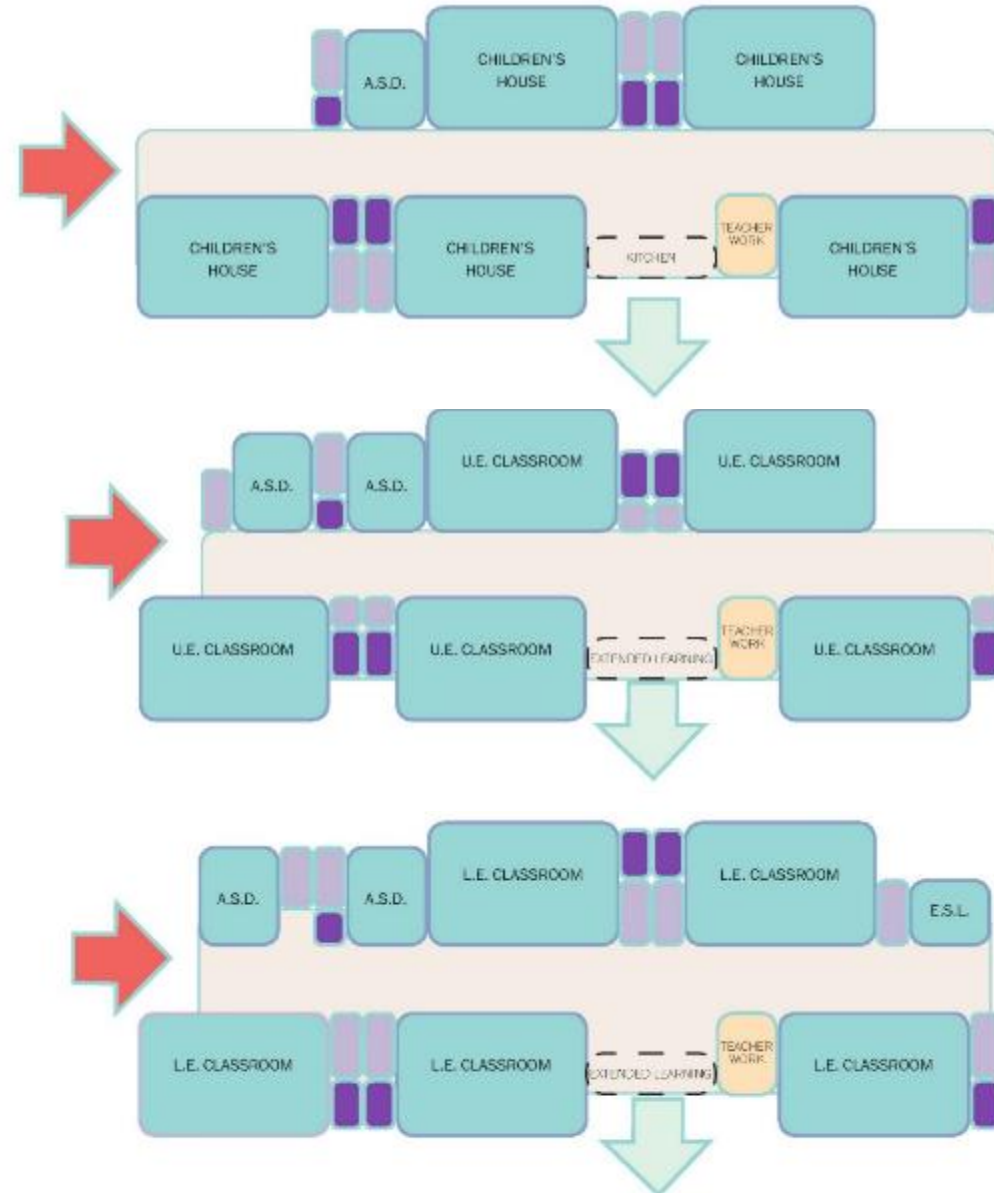 A.S.D.
CHILDREN'S
HOUSE
CHILDREN'S
HOUSE
CHILDREN'S
HOUSE
CHILDREN'S
HOUSE
KITCHEN
TEACHER
WORK
CHILDREN'S
HOUSE
A.S.D.
A.S.D.
U.E. CLASSROOM
U.E. CLASSROOM
U.E. CLASSROOM
U.E. CLASSROOM
EXTENDED LEARNING
TEACHER
WORK
U.E. CLASSROOM
A.S.D.
A.S.D.
L.E. CLASSROOM
L.E. CLASSROOM
E.S.L.
L.E. CLASSROOM
L.E. CLASSROOM
EXTENDED LEARNING
TEACHER
WORK
L.E. CLASSROOM